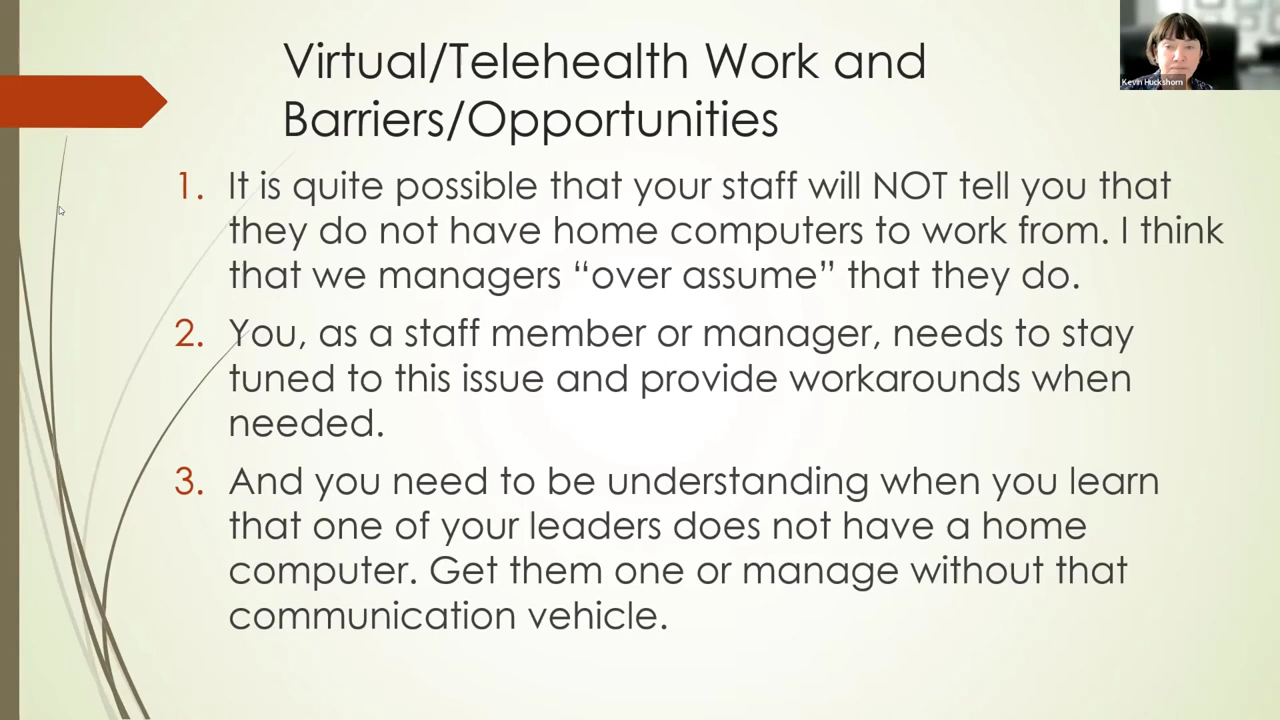 Virtual/Telehealth Work and
Barriers/Opportunities
Kevin Huckshorn
1. It is quite possible that your staff will NOT tell you that
they do not have home computers to work from. I think
that we managers “over assume” that they do.
2. You, as a staff member or manager, needs to stay
tuned to this issue and provide workarounds when
needed.
3. And you need to be understanding when you learn
that one of your leaders does not have a home
computer. Get them one or manage without that
communication vehicle.